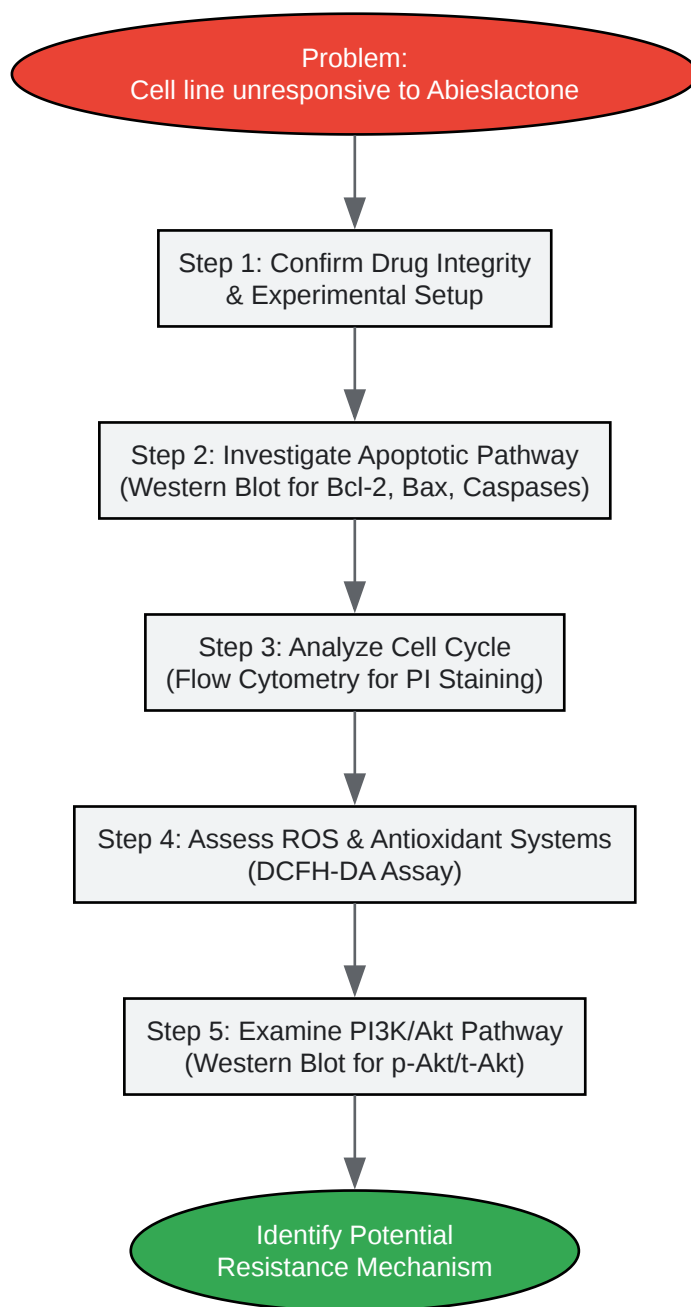 Problem:
Cell line unresponsive to Abieslactone
Step 1: Confirm Drug Integrity
& Experimental Setup
Step 2: Investigate Apoptotic Pathway
(Western Blot for Bcl-2, Bax, Caspases)
Step 3: Analyze Cell Cycle
(Flow Cytometry for PI Staining)
Step 4: Assess ROS & Antioxidant Systems
(DCFH-DA Assay)
Step 5: Examine PI3K/Akt Pathway
(Western Blot for p-Akt/t-Akt)
Identify Potential
Resistance Mechanism